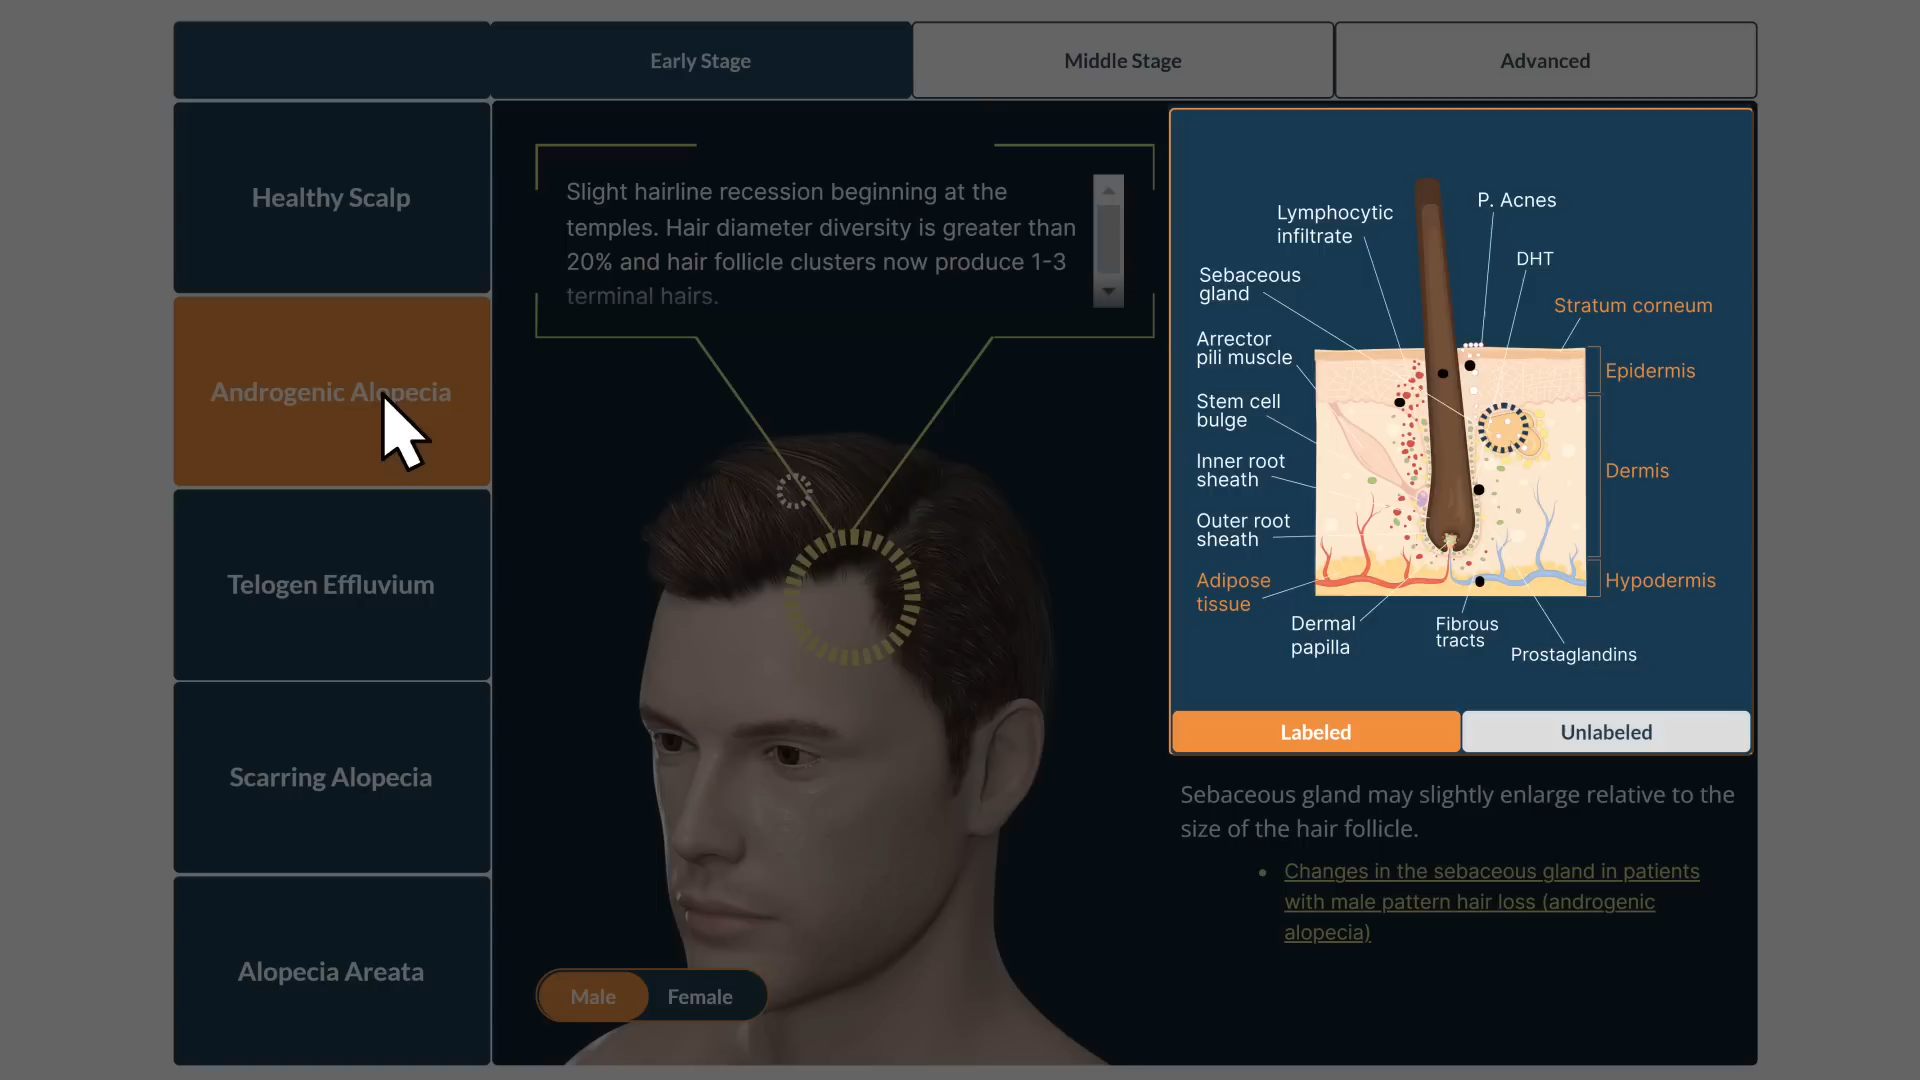 Early Stage
Middle Stage
Advanced
Healthy Scalp
Androgenic Alopecia
Telogen Effluvium
Scarring Alopecia
Alopecia Areata
Slight hairline recession beginning at the
temples. Hair diameter diversity is greater than
20% and hair follicle clusters now produce 1-3
terminal hairs.
Male
Female
Lymphocytic
infiltrate
P. Acnes
DHT
Sebaceous
gland
Stratum corneum
Arrector
pili muscle
Epidermis
Stem cell
bulge
Inner root
sheath
Dermis
Outer root
sheath
Adipose
tissue
Hypodermis
Dermal
papilla
Fibrous
tracts
Prostaglandins
Labeled
Unlabeled
Sebaceous gland may slightly enlarge relative to the
size of the hair follicle.
• Changes in the sebaceous gland in patients
with male pattern hair loss (androgenic
alopecia)